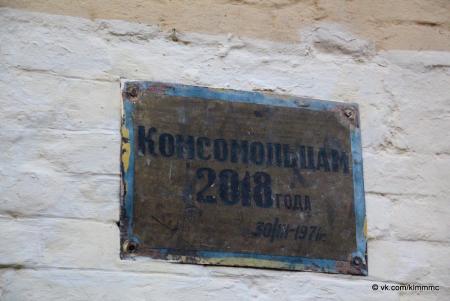 Комсомольцам
2018 года
30/XI-1971г.
© vk.com/kimmmc